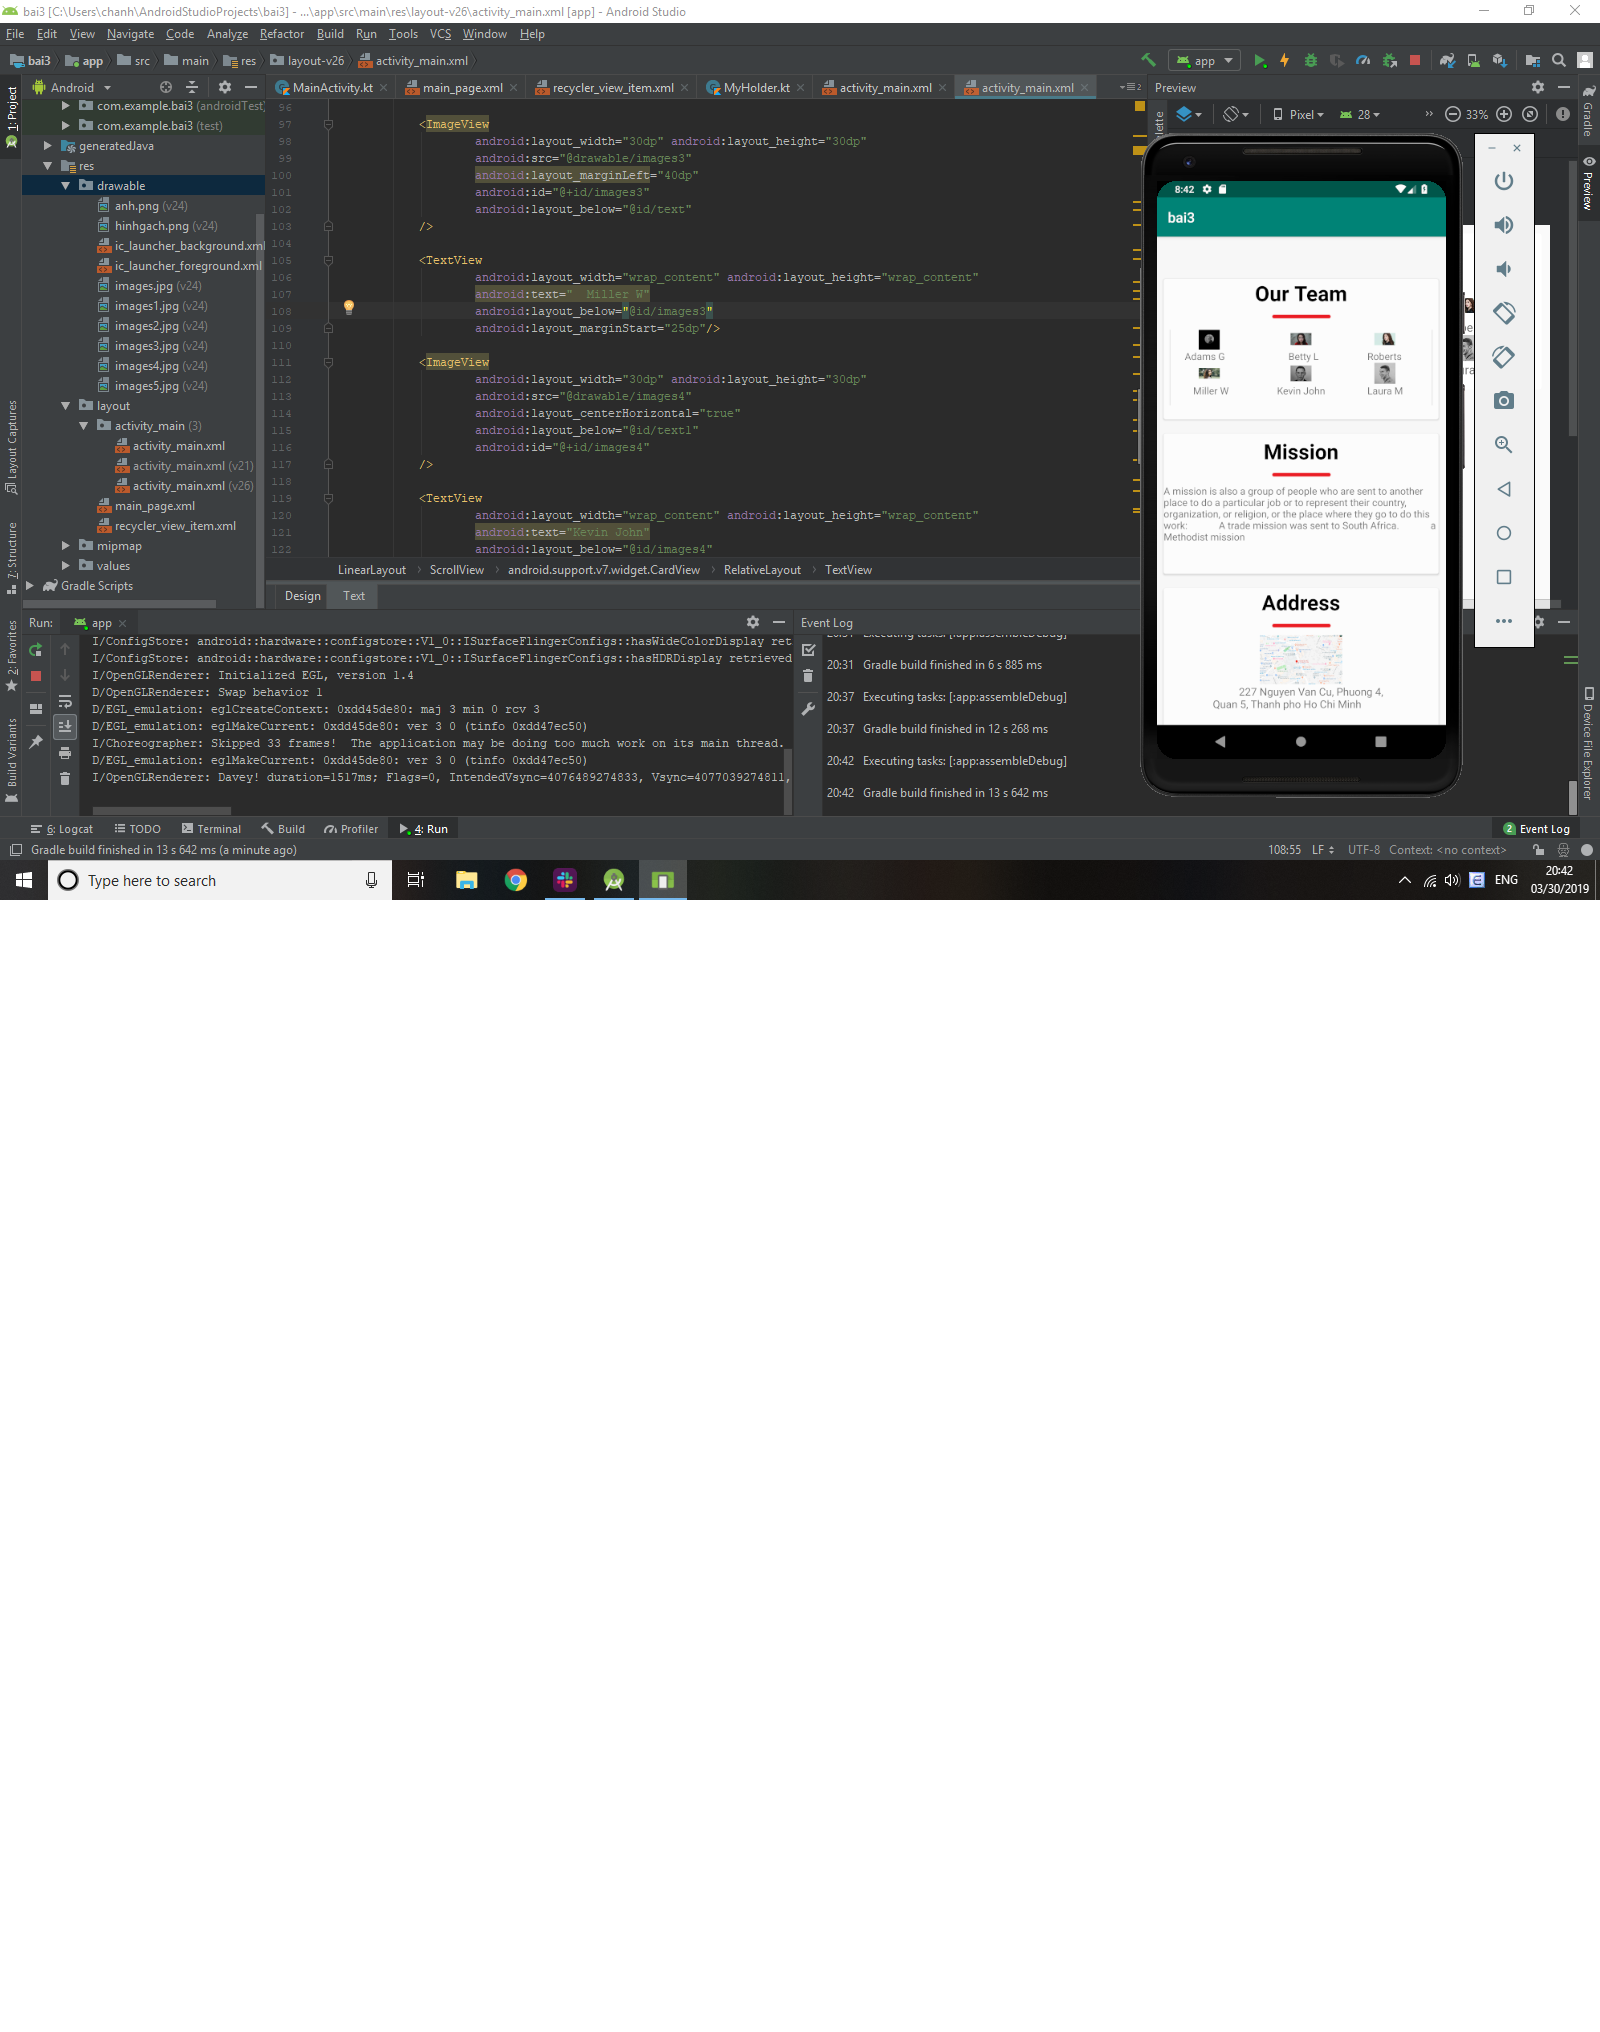 bai3 [C:\Users\chanh\AndroidStudioProjects\bai3] - ...\app\src\main\res\layout-v26\activity_main.xml [app] - Android Studio
File Edit View Navigate Code Analyze Refactor Build Run Tools VCS Window Help
bai3 app src main res layout-v26 activity_main.xml
app
1: Project
Android
MainActivity.kt
main_page.xml
recycler_view_item.xml
MyHolder.kt
activity_main.xml
activity_main.xml
Preview
Pixel
28
33%
Gradle
Preview
com.example.bai3 (androidTest)
com.example.bai3 (test)
generatedJava
res
drawable
anh.png (v24)
hinhgach.png (v24)
ic_launcher_background.xml
ic_launcher_foreground.xml
images.jpg (v24)
images1.jpg (v24)
images2.jpg (v24)
images3.jpg (v24)
images4.jpg (v24)
images5.jpg (v24)
layout
activity_main (3)
activity_main.xml
activity_main.xml (v21)
activity_main.xml (v26)
main_page.xml
recycler_view_item.xml
mipmap
values
Gradle Scripts
Layout Captures
7: Structure
2: Favorites
Build Variants
96
97 <ImageView
98 android:layout_width="30dp" android:layout_height="30dp"
99 android:src="@drawable/images3"
100 android:layout_marginLeft="40dp"
101 android:id="@+id/images3"
102 android:layout_below="@id/text"
103 />
104
105 <TextView
106 android:layout_width="wrap_content" android:layout_height="wrap_content"
107 android:text="  Miller W"
108 android:layout_below="@id/images3"
109 android:layout_marginStart="25dp"/>
110
111 <ImageView
112 android:layout_width="30dp" android:layout_height="30dp"
113 android:src="@drawable/images4"
114 android:layout_centerHorizontal="true"
115 android:layout_below="@id/text1"
116 android:id="@+id/images4"
117 />
118
119 <TextView
120 android:layout_width="wrap_content" android:layout_height="wrap_content"
121 android:text="Kevin John"
122 android:layout_below="@id/images4"
LinearLayout ScrollView android.support.v7.widget.CardView RelativeLayout TextView
Design Text
8:42
bai3
Our Team
Adams G Betty L Roberts
Miller W Kevin John Laura M
Mission
A mission is also a group of people who are sent to another
place to do a particular job or to represent their country,
organization, or religion, or the place where they go to do this
work: A trade mission was sent to South Africa. a
Methodist mission
Address
227 Nguyen Van Cu, Phuong 4,
Quan 5, Thanh pho Ho Chi Minh
Device File Explorer
Run: app
I/ConfigStore: android::hardware::configstore::V1_0::ISurfaceFlingerConfigs::hasWideColorDisplay ret
I/ConfigStore: android::hardware::configstore::V1_0::ISurfaceFlingerConfigs::hasHDRDisplay retrieved
I/OpenGLRenderer: Initialized EGL, version 1.4
D/OpenGLRenderer: Swap behavior 1
D/EGL_emulation: eglCreateContext: 0xdd45de80: maj 3 min 0 rcv 3
D/EGL_emulation: eglMakeCurrent: 0xdd45de80: ver 3 0 (tinfo 0xdd47ec50)
I/Choreographer: Skipped 33 frames!  The application may be doing too much work on its main thread.
D/EGL_emulation: eglMakeCurrent: 0xdd45de80: ver 3 0 (tinfo 0xdd47ec50)
I/OpenGLRenderer: Davey! duration=1517ms; Flags=0, IntendedVsync=4076489274833, Vsync=4077039274811,
Event Log
20:31 Executing tasks: [:app:assembleDebug]
20:31 Gradle build finished in 6 s 885 ms
20:37 Executing tasks: [:app:assembleDebug]
20:37 Gradle build finished in 12 s 268 ms
20:42 Executing tasks: [:app:assembleDebug]
20:42 Gradle build finished in 13 s 642 ms
6: Logcat TODO Terminal Build Profiler 4: Run 2 Event Log
Gradle build finished in 13 s 642 ms (a minute ago)
108:55 LF UTF-8 Context: <no context>
Type here to search
ENG
20:42
03/30/2019